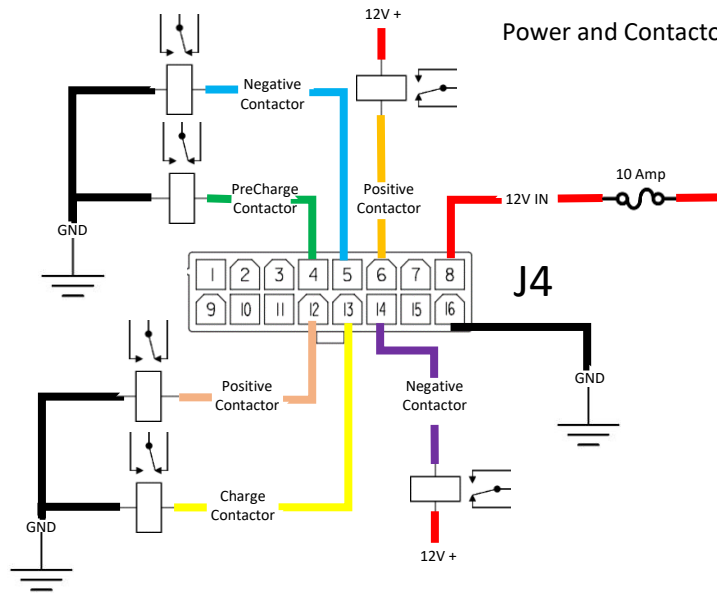 12V +
Power and Contacto
Negative
Contactor
PreCharge
Contactor
Positive
Contactor
10 Amp
12V IN
GND
1 2 3 4 5 6 7 8
J4
9 10 11 12 13 14 15 16
Positive
Contactor
Negative
Contactor
GND
Charge
Contactor
GND
12V +